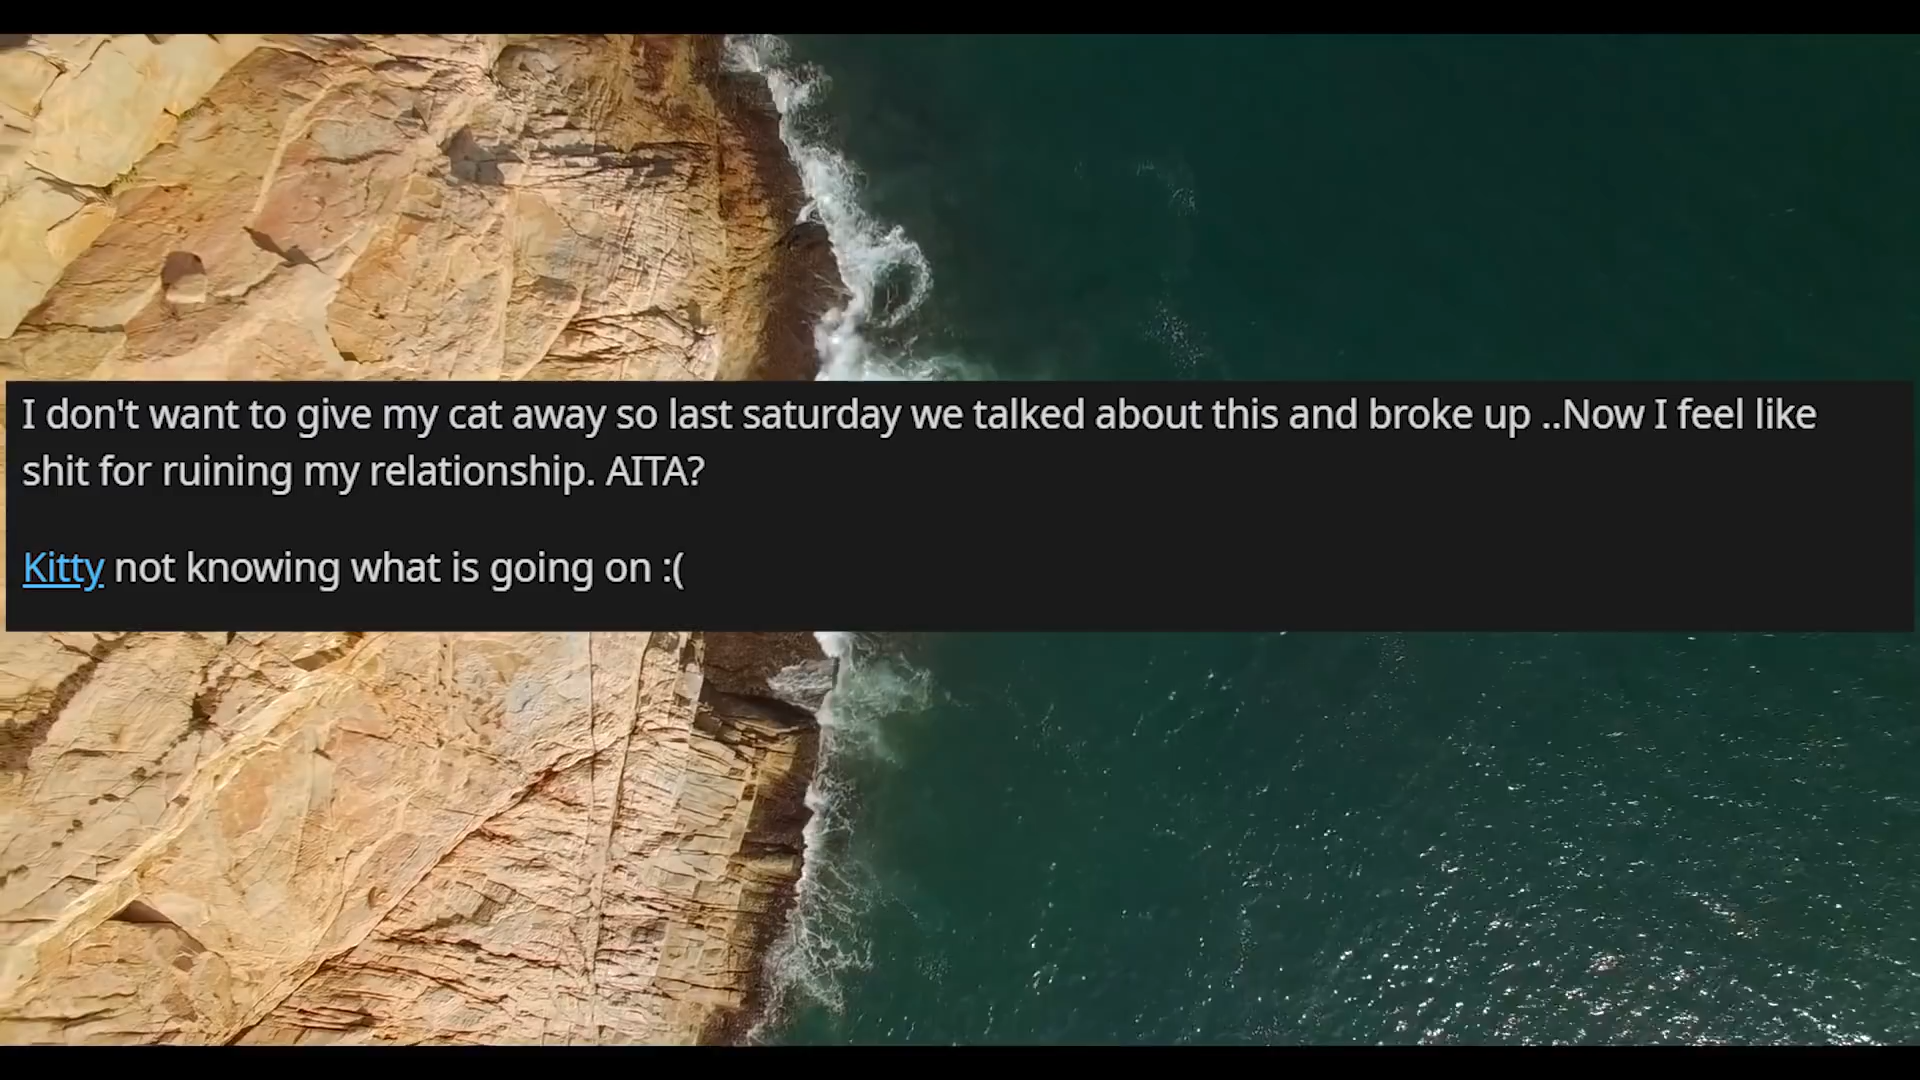 I don't want to give my cat away so last saturday we talked about this and broke up ..Now I feel like
shit for ruining my relationship. AITA?
Kitty not knowing what is going on :(